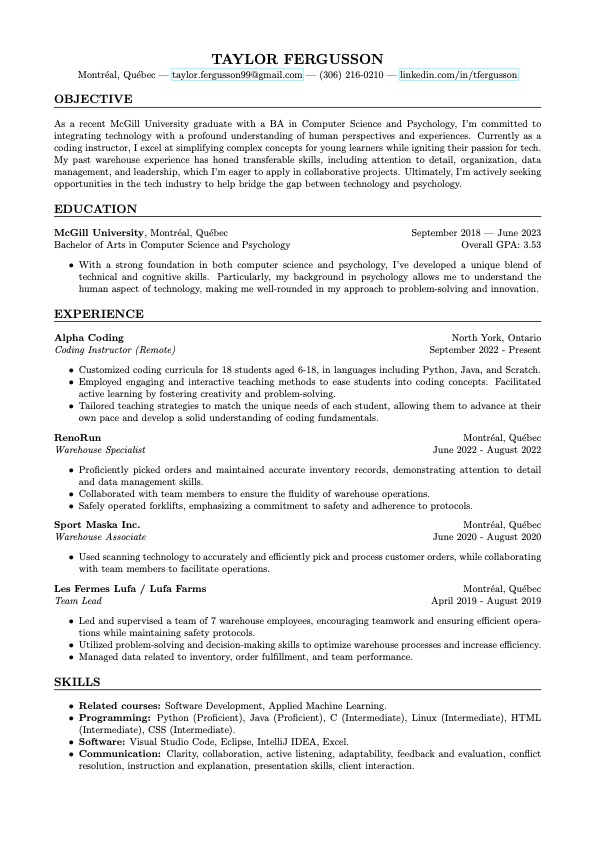 TAYLOR FERGUSSON
Montréal, Québec — taylor.fergusson99@gmail.com — (306) 216-0210 — linkedin.com/in/tfergusson
OBJECTIVE
As a recent McGill University graduate with a BA in Computer Science and Psychology, I'm committed to
integrating technology with a profound understanding of human perspectives and experiences. Currently as a
coding instructor, I excel at simplifying complex concepts for young learners while igniting their passion for tech.
My past warehouse experience has honed transferable skills, including attention to detail, organization, data
management, and leadership, which I'm eager to apply in collaborative projects. Ultimately, I'm actively seeking
opportunities in the tech industry to help bridge the gap between technology and psychology.
EDUCATION
McGill University, Montréal, Québec September 2018 — June 2023
Bachelor of Arts in Computer Science and Psychology Overall GPA: 3.53
• With a strong foundation in both computer science and psychology, I've developed a unique blend of
technical and cognitive skills. Particularly, my background in psychology allows me to understand the
human aspect of technology, making me well-rounded in my approach to problem-solving and innovation.
EXPERIENCE
Alpha Coding North York, Ontario
Coding Instructor (Remote) September 2022 - Present
• Customized coding curricula for 18 students aged 6-18, in languages including Python, Java, and Scratch.
• Employed engaging and interactive teaching methods to ease students into coding concepts. Facilitated
active learning by fostering creativity and problem-solving.
• Tailored teaching strategies to match the unique needs of each student, allowing them to advance at their
own pace and develop a solid understanding of coding fundamentals.
RenoRun Montréal, Québec
Warehouse Specialist June 2022 - August 2022
• Proficiently picked orders and maintained accurate inventory records, demonstrating attention to detail
and data management skills.
• Collaborated with team members to ensure the fluidity of warehouse operations.
• Safely operated forklifts, emphasizing a commitment to safety and adherence to protocols.
Sport Maska Inc. Montréal, Québec
Warehouse Associate June 2020 - August 2020
• Used scanning technology to accurately and efficiently pick and process customer orders, while collaborating
with team members to facilitate operations.
Les Fermes Lufa / Lufa Farms Montréal, Québec
Team Lead April 2019 - August 2019
• Led and supervised a team of 7 warehouse employees, encouraging teamwork and ensuring efficient opera-
tions while maintaining safety protocols.
• Utilized problem-solving and decision-making skills to optimize warehouse processes and increase efficiency.
• Managed data related to inventory, order fulfillment, and team performance.
SKILLS
• Related courses: Software Development, Applied Machine Learning.
• Programming: Python (Proficient), Java (Proficient), C (Intermediate), Linux (Intermediate), HTML
(Intermediate), CSS (Intermediate).
• Software: Visual Studio Code, Eclipse, IntelliJ IDEA, Excel.
• Communication: Clarity, collaboration, active listening, adaptability, feedback and evaluation, conflict
resolution, instruction and explanation, presentation skills, client interaction.